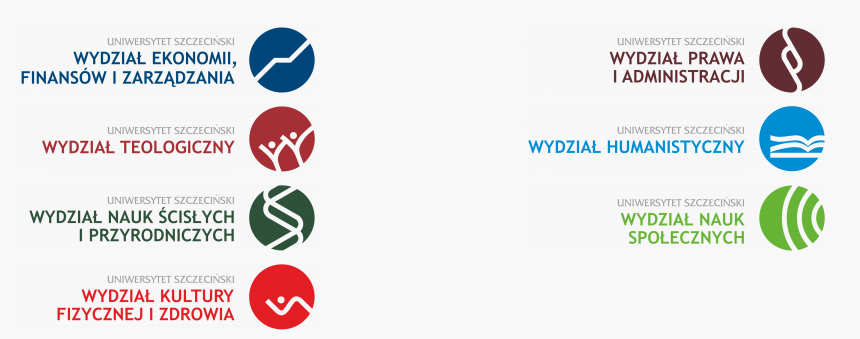 UNIWERSYTET SZCZECIŃSKI
WYDZIAŁ EKONOMII,
FINANSÓW I ZARZĄDZANIA
UNIWERSYTET SZCZECIŃSKI
WYDZIAŁ TEOLOGICZNY
UNIWERSYTET SZCZECIŃSKI
WYDZIAŁ NAUK ŚCISŁYCH
I PRZYRODNICZYCH
UNIWERSYTET SZCZECIŃSKI
WYDZIAŁ KULTURY
FIZYCZNEJ I ZDROWIA
UNIWERSYTET SZCZECIŃSKI
WYDZIAŁ PRAWA
I ADMINISTRACJI
UNIWERSYTET SZCZECIŃSKI
WYDZIAŁ HUMANISTYCZNY
UNIWERSYTET SZCZECIŃSKI
WYDZIAŁ NAUK
SPOŁECZNYCH